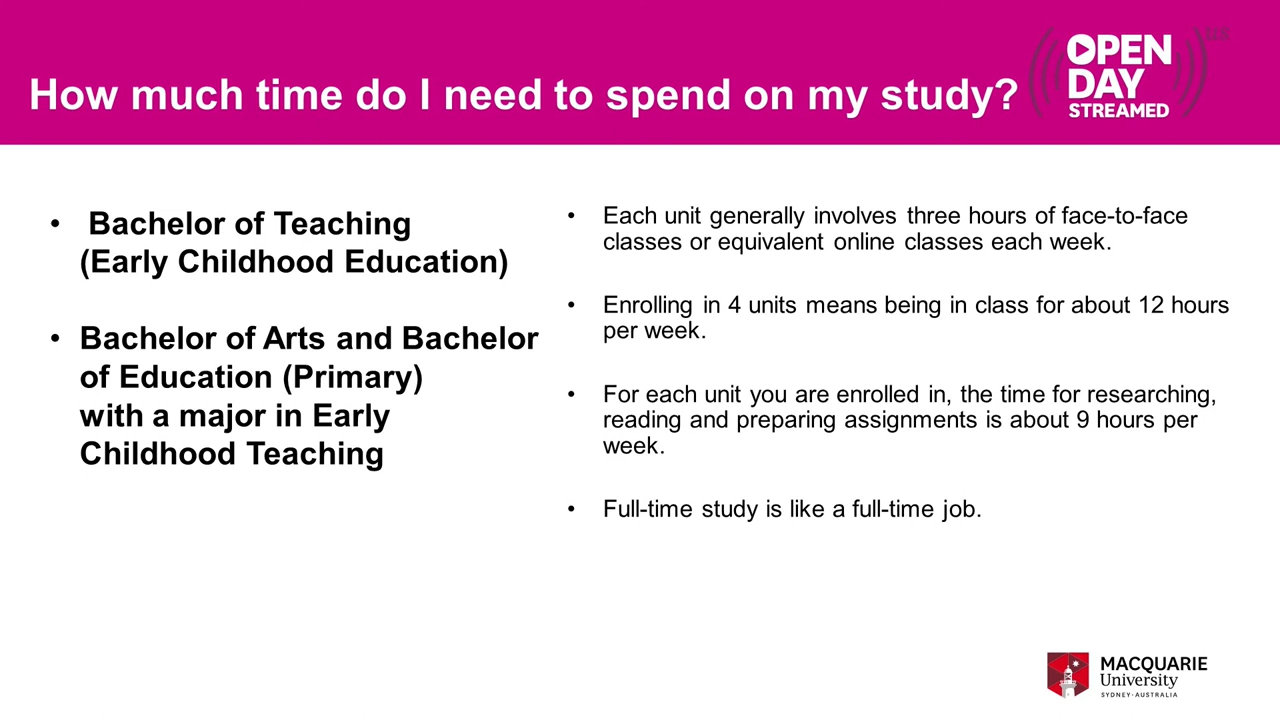 How much time do I need to spend on my study?
OPEN
DAY
STREAMED
• Bachelor of Teaching
(Early Childhood Education)
• Bachelor of Arts and Bachelor
of Education (Primary)
with a major in Early
Childhood Teaching
• Each unit generally involves three hours of face-to-face
classes or equivalent online classes each week.
• Enrolling in 4 units means being in class for about 12 hours
per week.
• For each unit you are enrolled in, the time for researching,
reading and preparing assignments is about 9 hours per
week.
• Full-time study is like a full-time job.
MACQUARIE
University
SYDNEY·AUSTRALIA